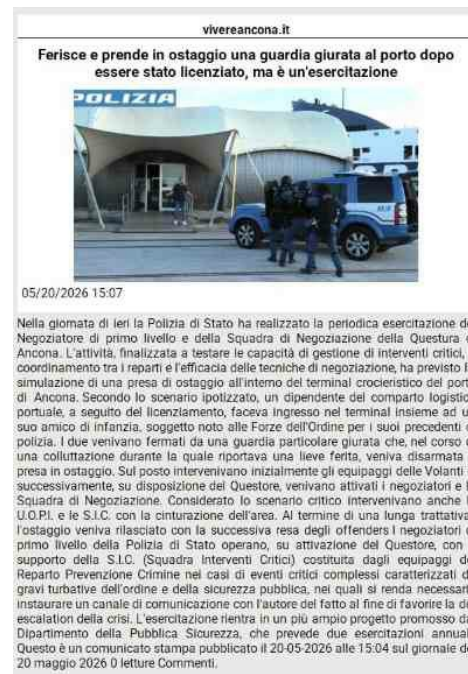 vivereancona.it
Ferisce e prende in ostaggio una guardia giurata al porto dopo
essere stato licenziato, ma è un'esercitazione
POLIZIA
05/20/2026 15:07
Nella giornata di ieri la Polizia di Stato ha realizzato la periodica esercitazione de
Negoziatore di primo livello e della Squadra di Negoziazione della Questura d
Ancona. L'attività, finalizzata a testare le capacità di gestione di interventi critici, i
coordinamento tra i reparti e l'efficacia delle tecniche di negoziazione, ha previsto l
simulazione di una presa di ostaggio all'interno del terminal crocieristico del port
di Ancona. Secondo lo scenario ipotizzato, un dipendente del comparto logistic
portuale, a seguito del licenziamento, faceva ingresso nel terminal insieme ad u
suo amico di infanzia, soggetto noto alle Forze dell'Ordine per i suoi precedenti d
polizia. I due venivano fermati da una guardia particolare giurata che, nel corso d
una colluttazione durante la quale riportava una lieve ferita, veniva disarmata
presa in ostaggio. Sul posto intervenivano inizialmente gli equipaggi delle Volanti
successivamente, su disposizione del Questore, venivano attivati i negoziatori e l
Squadra di Negoziazione. Considerato lo scenario critico intervenivano anche l
U.O.P.I. e le S.I.C. con la cinturazione dell'area. Al termine di una lunga trattativa
l'ostaggio veniva rilasciato con la successiva resa degli offenders I negoziatori d
primo livello della Polizia di Stato operano, su attivazione del Questore, con i
supporto della S.I.C. (Squadra Interventi Critici) costituita dagli equipaggi de
Reparto Prevenzione Crimine nei casi di eventi critici complessi caratterizzati d
gravi turbative dell'ordine e della sicurezza pubblica, nei quali si renda necessari
instaurare un canale di comunicazione con l'autore del fatto al fine di favorire la de
escalation della crisi. L'esercitazione rientra in un più ampio progetto promosso da
Dipartimento della Pubblica Sicurezza, che prevede due esercitazioni annual
Questo è un comunicato stampa pubblicato il 20-05-2026 alle 15:04 sul giornale de
20 maggio 2026 0 letture Commenti.